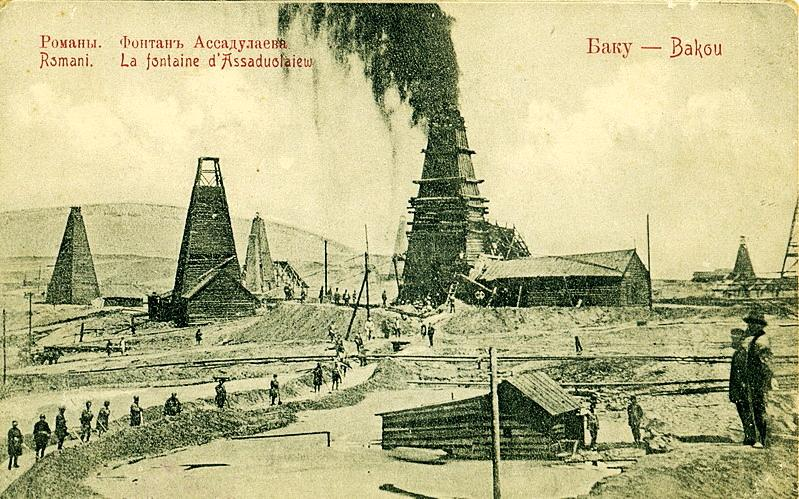 Романы. Фонтанъ Ассадулаева
Romani. La fontaine d'Assaduolaiew
Баку — Bakou